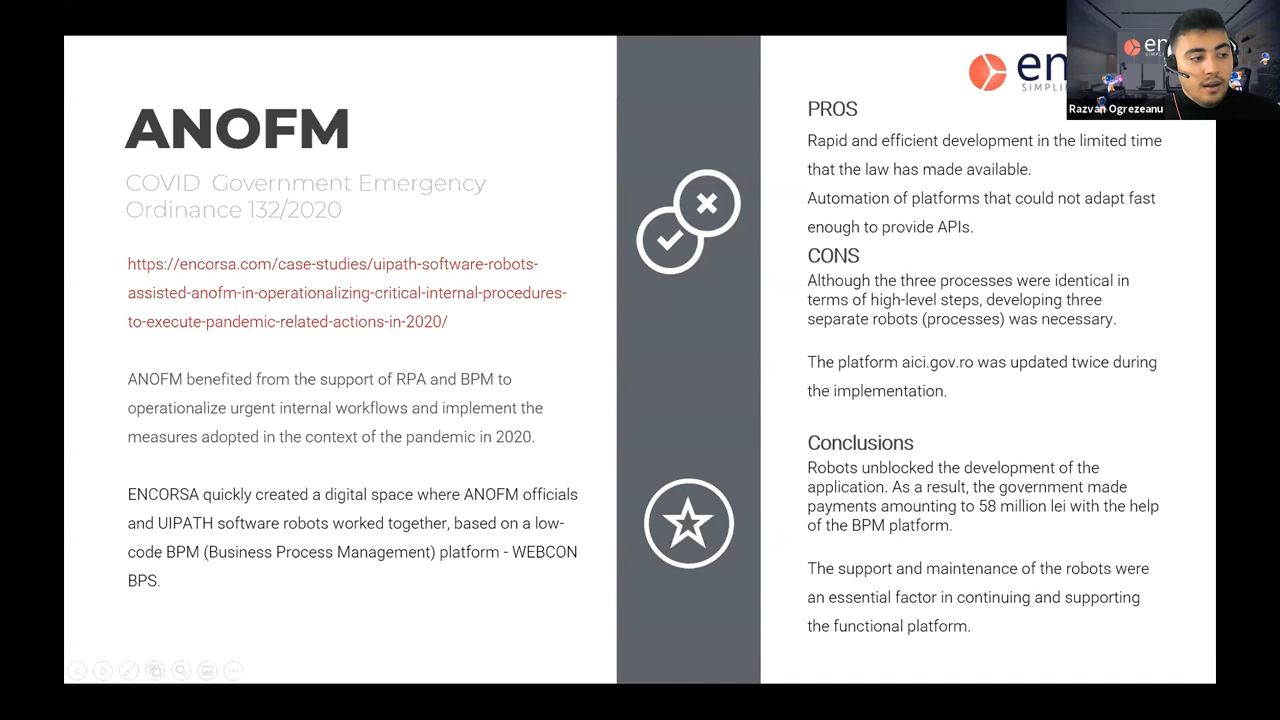 ANOFM
COVID Government Emergency
Ordinance 132/2020
https://encorsa.com/case-studies/uipath-software-robots-
assisted-anofm-in-operationalizing-critical-internal-procedures-
to-execute-pandemic-related-actions-in-2020/
ANOFM benefited from the support of RPA and BPM to
operationalize urgent internal workflows and implement the
measures adopted in the context of the pandemic in 2020.
ENCORSA quickly created a digital space where ANOFM officials
and UIPATH software robots worked together, based on a low-
code BPM (Business Process Management) platform - WEBCON
BPS.
en
SIMPLI
PROS
Rapid and efficient development in the limited time
that the law has made available.
Automation of platforms that could not adapt fast
enough to provide APIs.
CONS
Although the three processes were identical in
terms of high-level steps, developing three
separate robots (processes) was necessary.
The platform aici.gov.ro was updated twice during
the implementation.
Conclusions
Robots unblocked the development of the
application. As a result, the government made
payments amounting to 58 million lei with the help
of the BPM platform.
The support and maintenance of the robots were
an essential factor in continuing and supporting
the functional platform.
en
Razvan Ogrezeanu